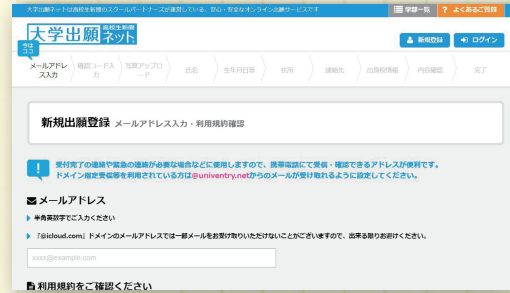 大学出願ネットは高校生新聞のスクールパートナーズが運営している、安心・安全なオンライン出願サービスです
学部一覧
? よくあるご質問
大学出願ネット
高校生新聞
新規登録
ログイン
今はココ
メールアドレス入力
確認コード入力
写真アップロード
氏名
生年月日等
住所
連絡先
出身校情報
内容確認
完了
新規出願登録 メールアドレス入力・利用規約確認
! 受付完了の連絡や緊急の連絡が必要な場合などに使用しますので、携帯電話にて受信・確認できるアドレスが便利です。
ドメイン指定受信等を利用されている方は@univentry.netからのメールが受け取れるように設定してください。
メールアドレス
半角英数字でご入力ください
「@icloud.com」ドメインのメールアドレスでは一部メールをお受け取りいただけないことがございますので、出来る限りお避けください。
xxxx@example.com
利用規約をご確認ください